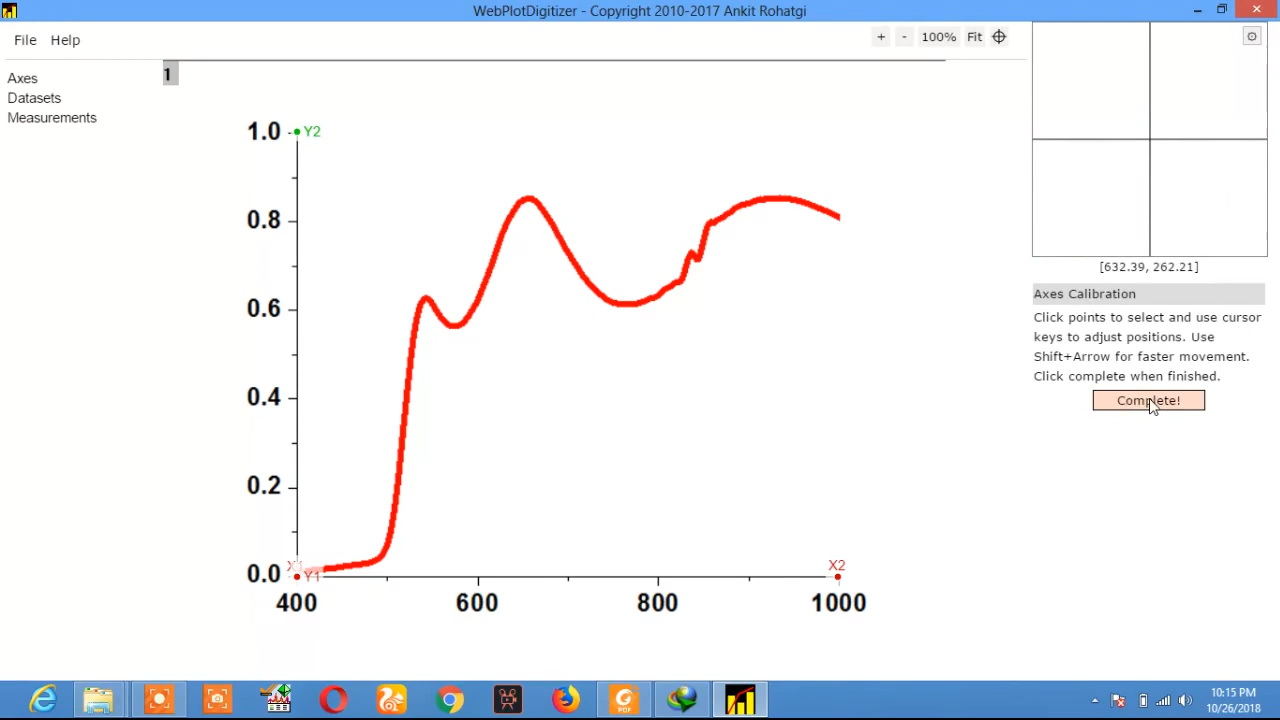 WebPlotDigitizer - Copyright 2010-2017 Ankit Rohatgi
File Help
+ - 100% Fit
Axes
Datasets
Measurements
1
1.0 Y2
0.8
0.6
0.4
0.2
0.0
X1
Y1
X2
400 600 800 1000
[632.39, 262.21]
Axes Calibration
Click points to select and use cursor
keys to adjust positions. Use
Shift+Arrow for faster movement.
Click complete when finished.
Complete!
PDF
10:15 PM
10/26/2018